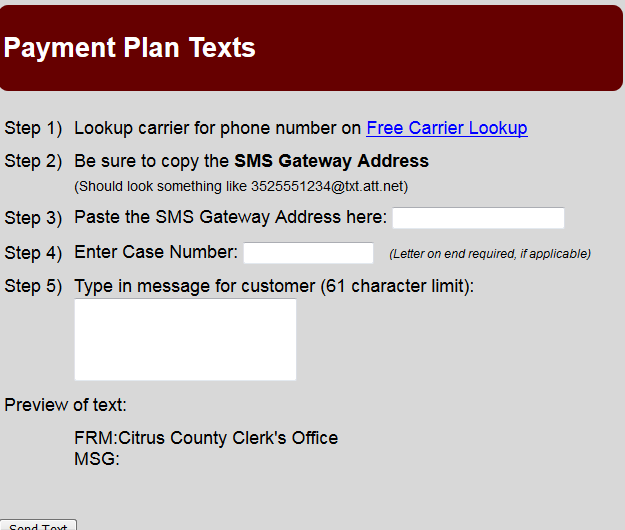 Payment Plan Texts
Step 1) Lookup carrier for phone number on Free Carrier Lookup
Step 2) Be sure to copy the SMS Gateway Address
(Should look something like 3525551234@txt.att.net)
Step 3) Paste the SMS Gateway Address here:
Step 4) Enter Case Number: (Letter on end required, if applicable)
Step 5) Type in message for customer (61 character limit):
Preview of text:
FRM:Citrus County Clerk's Office
MSG:
Send Text